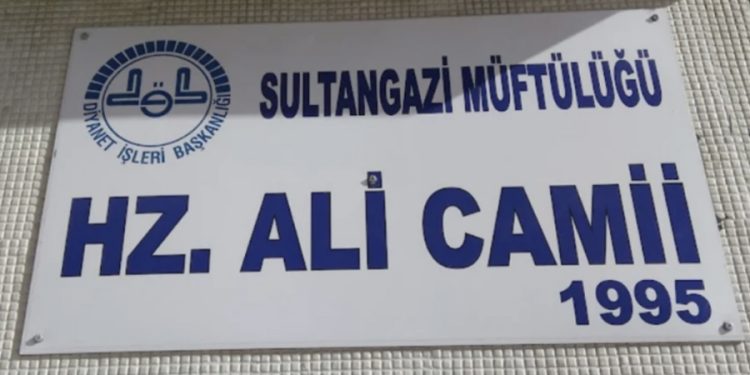 SULTANGAZİ MÜFTÜLÜĞÜ
DİYANET İŞLERİ BAŞKANLIĞI
HZ. ALİ CAMİİ
1995